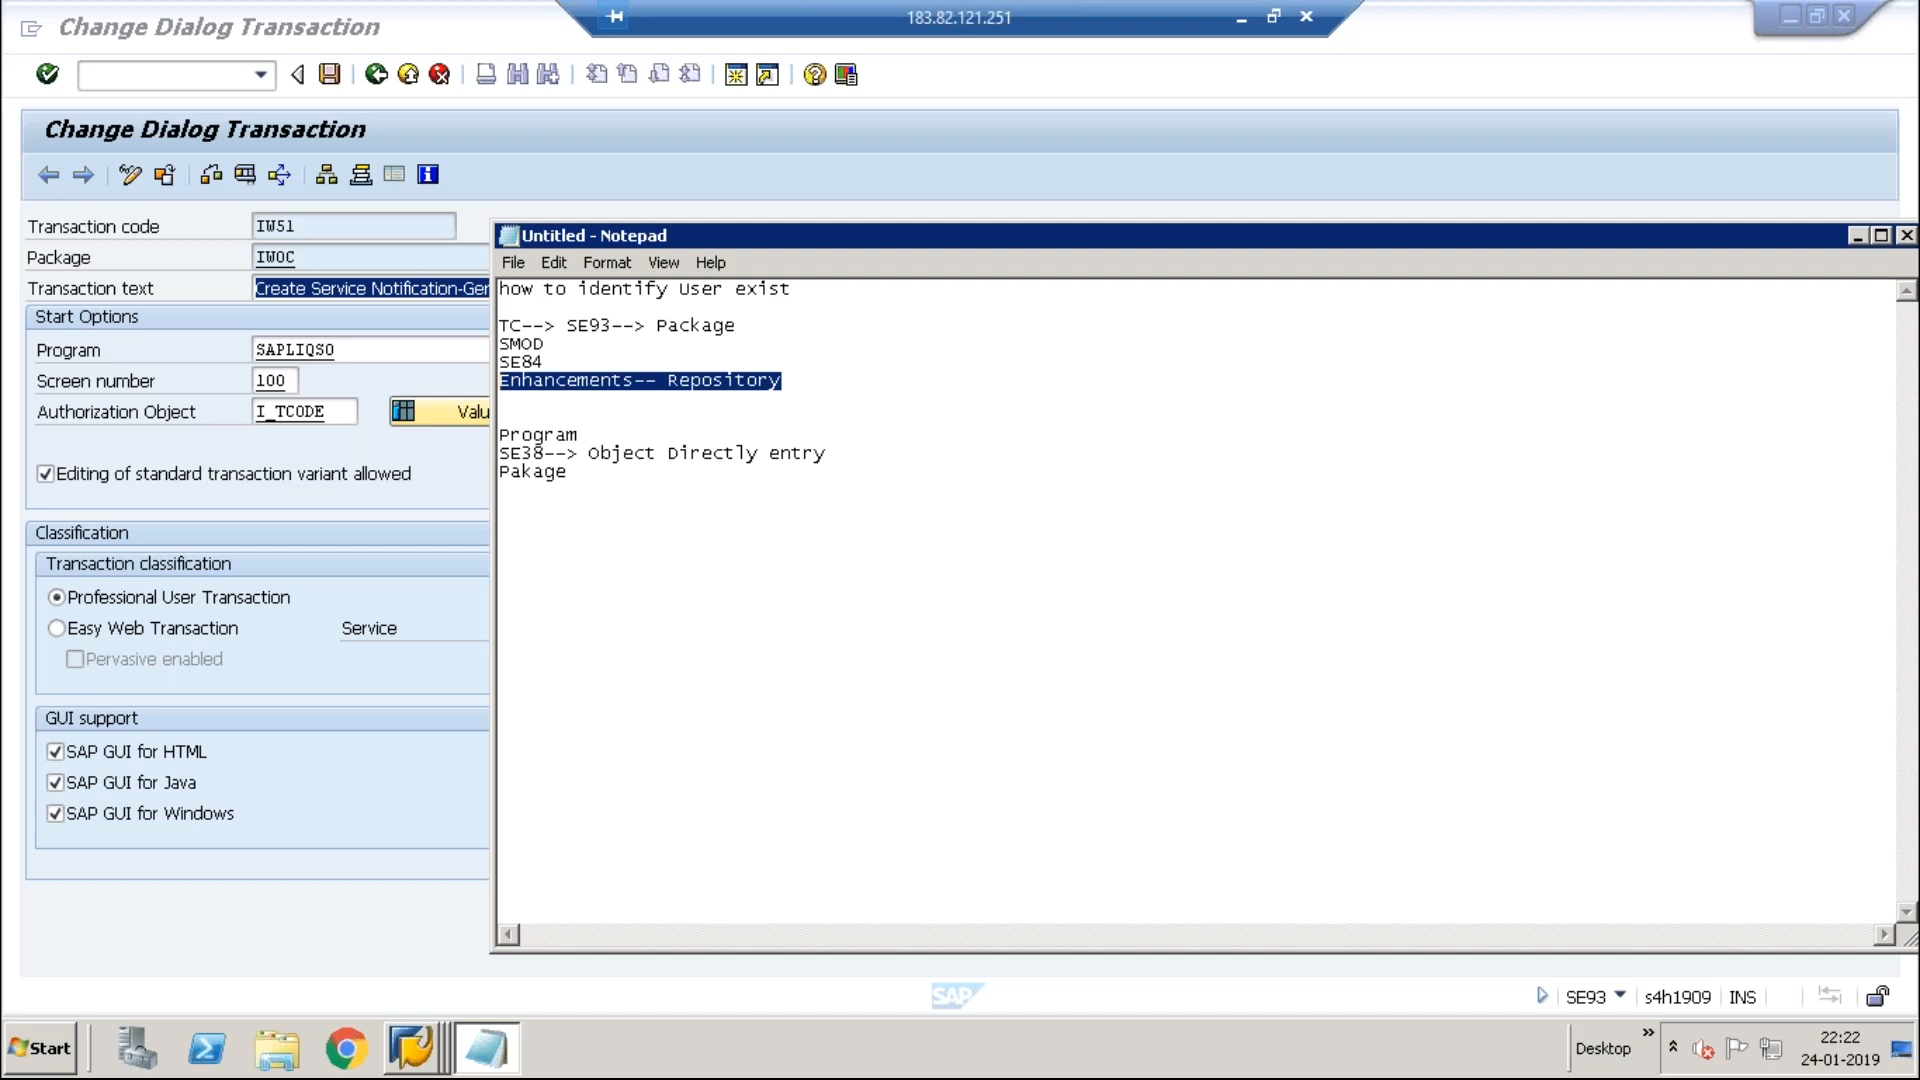 Change Dialog Transaction
183.82.121.251
Change Dialog Transaction
Transaction code
IW51
Package
IWOC
Transaction text
Create Service Notification-Gen
Start Options
Program
SAPLIQS0
Screen number
100
Authorization Object
I_TCODE
Valu
Editing of standard transaction variant allowed
Classification
Transaction classification
Professional User Transaction
Easy Web Transaction
Service
Pervasive enabled
GUI support
SAP GUI for HTML
SAP GUI for Java
SAP GUI for Windows
Untitled - Notepad
File Edit Format View Help
how to identify User exist
TC--> SE93--> Package
SMOD
SE84
Enhancements-- Repository
Program
SE38--> Object Directly entry
Pakage
SAP
SE93
s4h1909
INS
Start
Desktop
22:22
24-01-2019